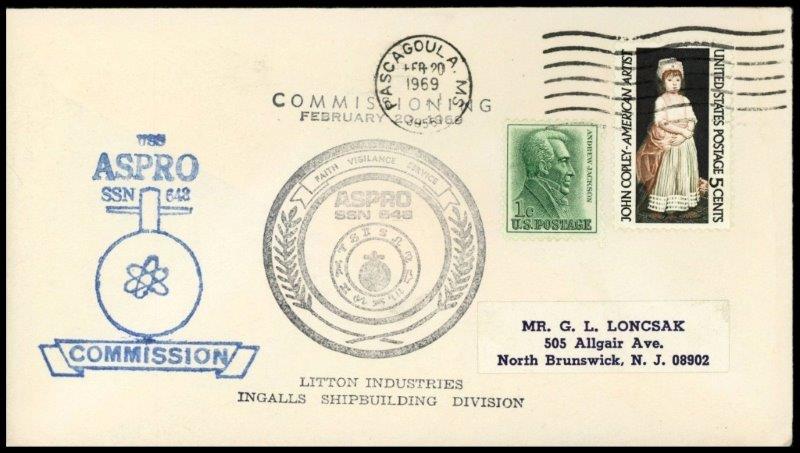 PASCAGOULA, MS.
FEB 20
1969
COMMISSIONING
FEBRUARY 20, 1969
USS
ASPRO
SSN 648
COMMISSION
FAITH VIGILANCE SERVICE
ASPRO
SSN 648
ANDREW JACKSON
1¢
U.S. POSTAGE
JOHN COPLEY-AMERICAN ARTIST
UNITED STATES POSTAGE 5 CENTS
MR. G. L. LONCSAK
505 Allgair Ave.
North Brunswick, N. J. 08902
LITTON INDUSTRIES
INGALLS SHIPBUILDING DIVISION